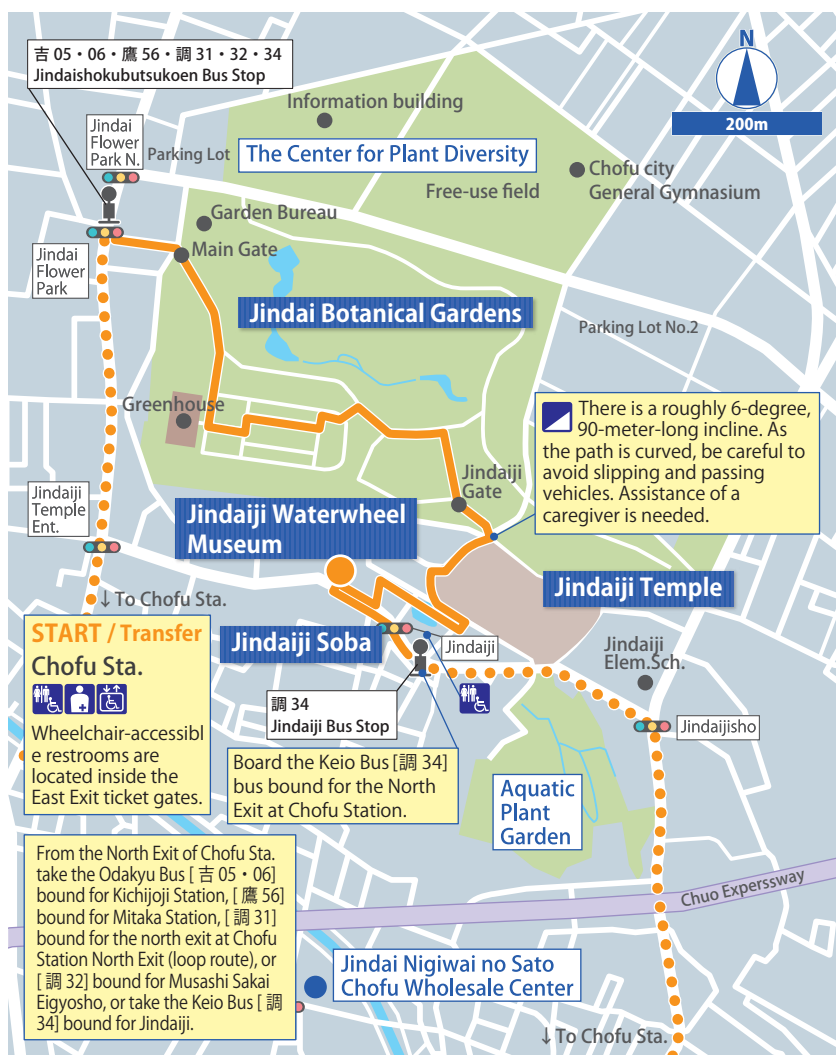 吉 05・06・鷹 56・調 31・32・34
Jindaishokubutsukoen Bus Stop
N
200m
Jindai
Flower
Park N.
Parking Lot
Information building
The Center for Plant Diversity
Free-use field
Chofu city
General Gymnasium
Garden Bureau
Main Gate
Jindai
Flower
Park
Jindai Botanical Gardens
Parking Lot No.2
Greenhouse
There is a roughly 6-degree,
90-meter-long incline. As
the path is curved, be careful to
avoid slipping and passing
vehicles. Assistance of a
caregiver is needed.
Jindaiji
Gate
Jindaiji
Temple
Ent.
Jindaiji Waterwheel
Museum
Jindaiji Temple
↓ To Chofu Sta.
START / Transfer
Chofu Sta.
Wheelchair-accessibl
e restrooms are
located inside the
East Exit ticket gates.
Jindaiji Soba
Jindaiji
Jindaiji
Elem.Sch.
調 34
Jindaiji Bus Stop
Jindaijisho
Board the Keio Bus [調 34]
bus bound for the North
Exit at Chofu Station.
Aquatic
Plant
Garden
From the North Exit of Chofu Sta.
take the Odakyu Bus [ 吉 05・06]
bound for Kichijoji Station, [ 鷹 56]
bound for Mitaka Station, [ 調 31]
bound for the north exit at Chofu
Station North Exit (loop route), or
[ 調 32] bound for Musashi Sakai
Eigyosho, or take the Keio Bus [ 調
34] bound for Jindaiji.
Chuo Experssway
Jindai Nigiwai no Sato
Chofu Wholesale Center
↓ To Chofu Sta.